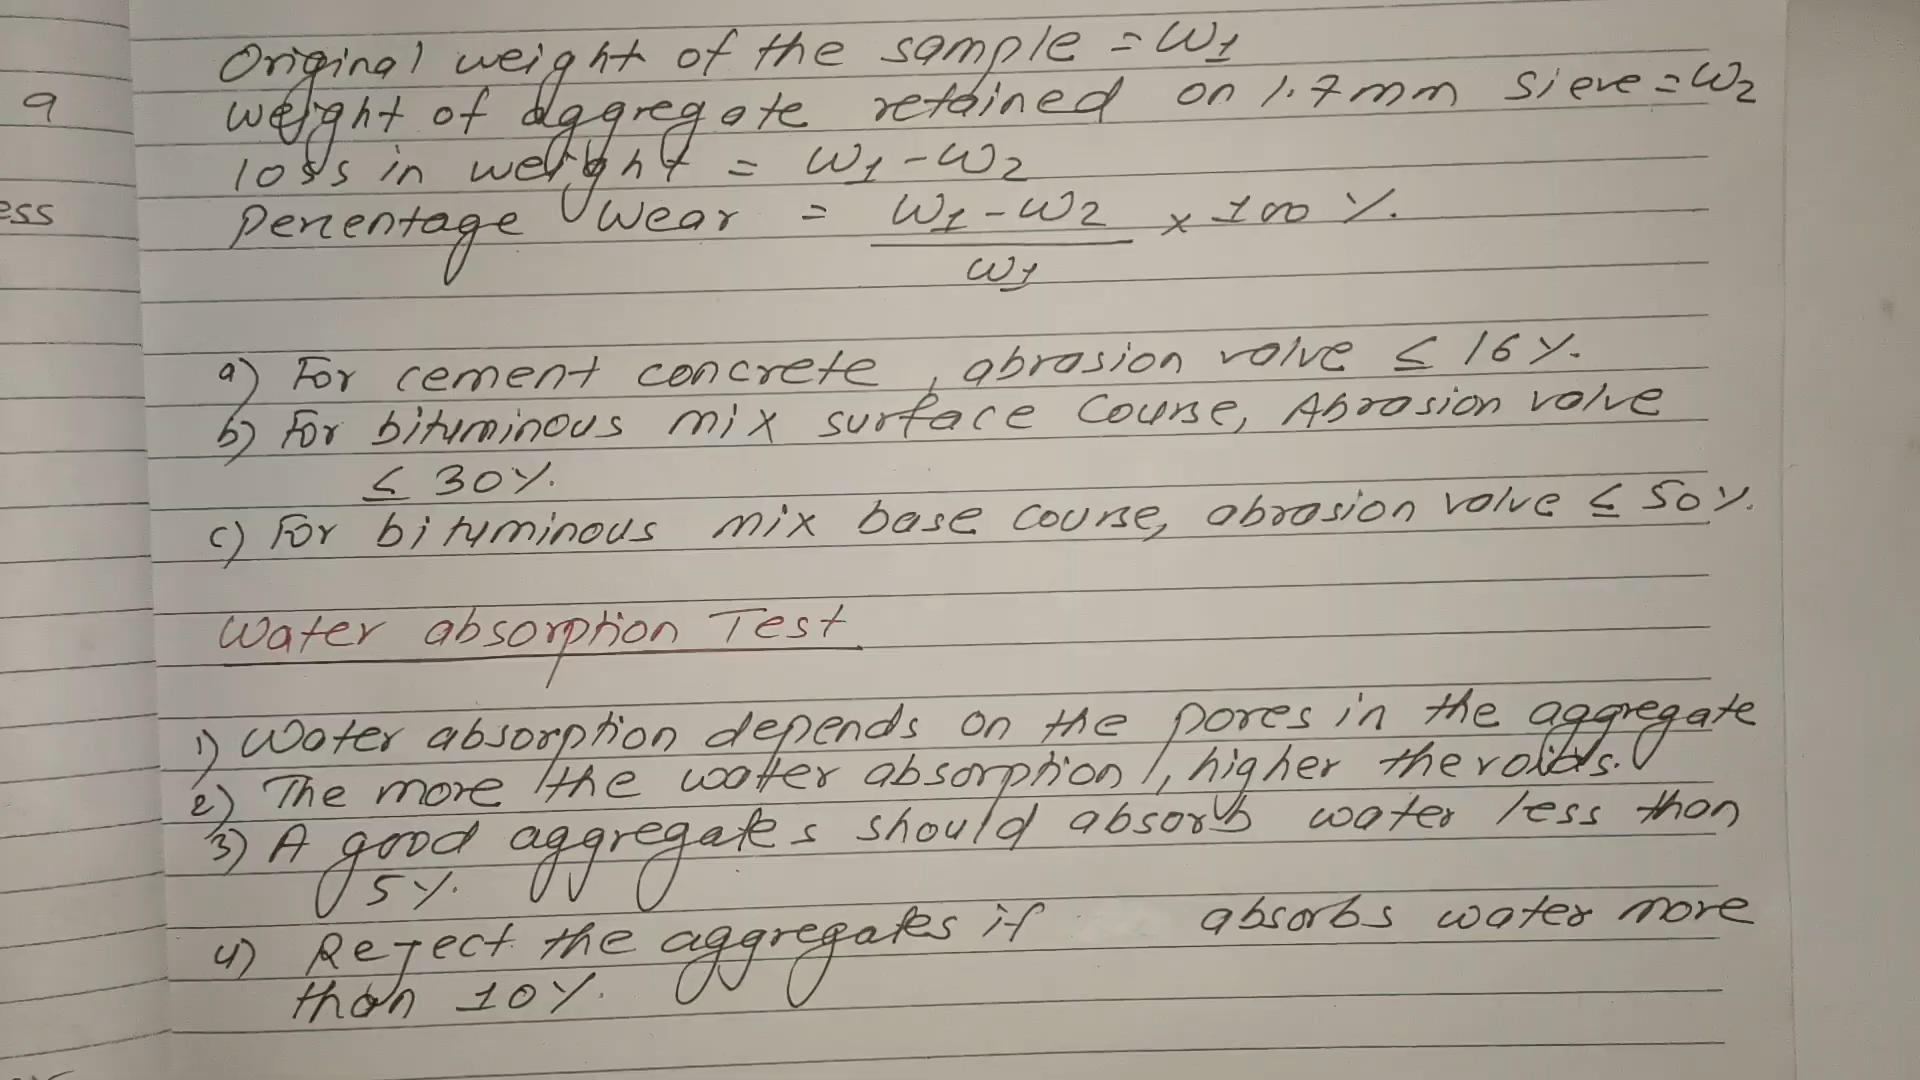 Original weight of the sample = W1
9
weight of aggregate retained on 1.7mm sieve = W2
loss in weight = W1 - W2
ess
Percentage Wear = W1 - W2 x 100 %.
W1
a) For cement concrete, abrasion value ≤ 16 %.
b) For bituminous mix surface Course, Abrasion value
≤ 30 %.
c) For bituminous mix base course, abrasion value ≤ 50 %.
Water absorption Test
1) Water absorption depends on the pores in the aggregate
2) The more the water absorption, higher the voids.
3) A good aggregates should absorb water less than
5 %.
4) Reject the aggregates if absorbs water more
than 10 %.